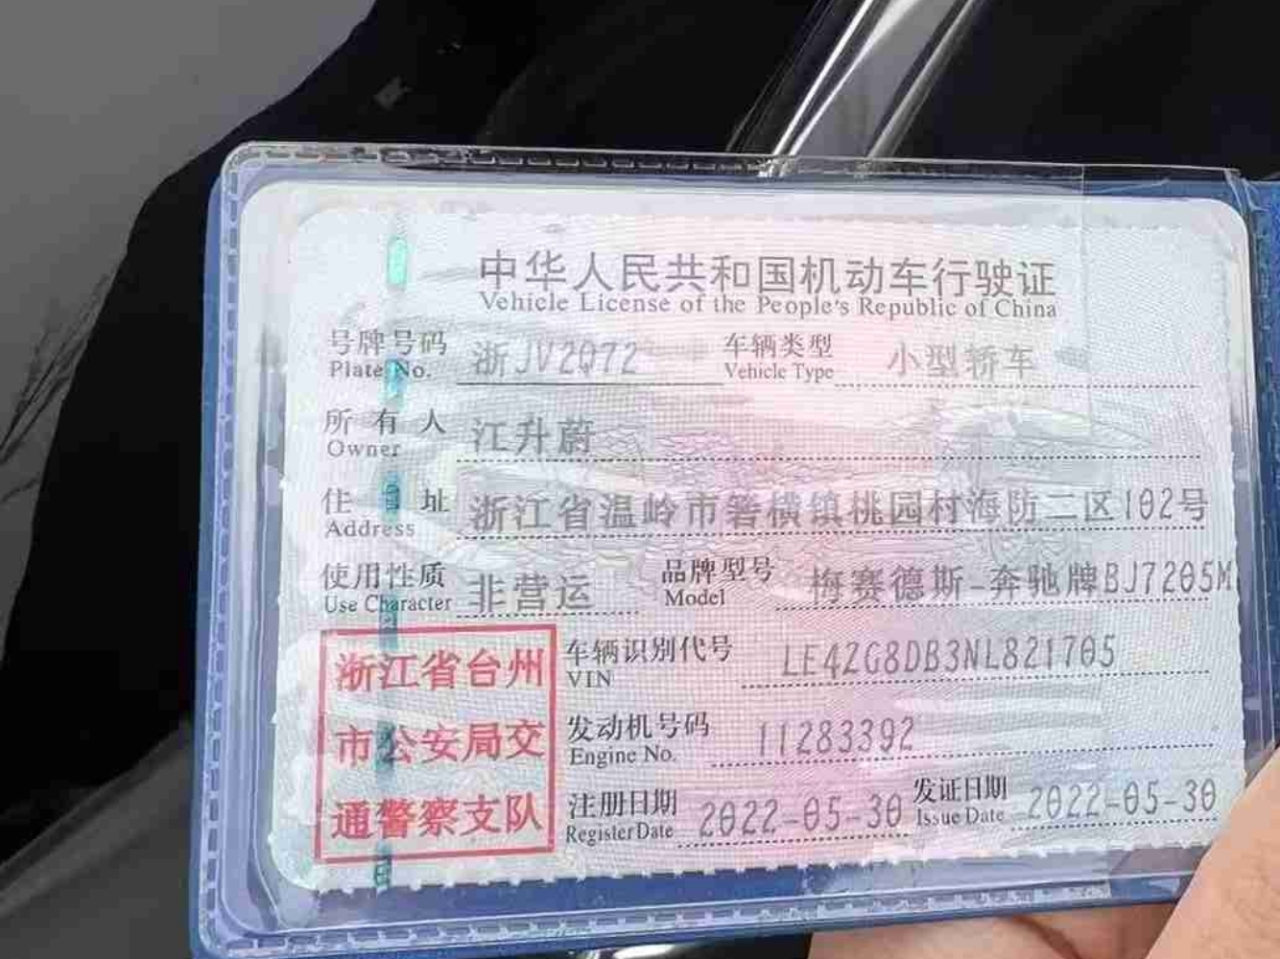 中华人民共和国机动车行驶证
Vehicle License of the People's Republic of China
号牌号码 浙JV2Q72 车辆类型 小型轿车
Plate No. Vehicle Type
所有人 江升蔚
Owner
住址 浙江省温岭市箬横镇桃园村海防二区102号
Address
使用性质 非营运 品牌型号 梅赛德斯-奔驰牌BJ7205M
Use Character Model
浙江省台州
市公安局交
通警察支队
车辆识别代号 LE42G8DB3NL821705
VIN
发动机号码 11283392
Engine No.
注册日期 2022-05-30 发证日期 2022-05-30
Register Date Issue Date